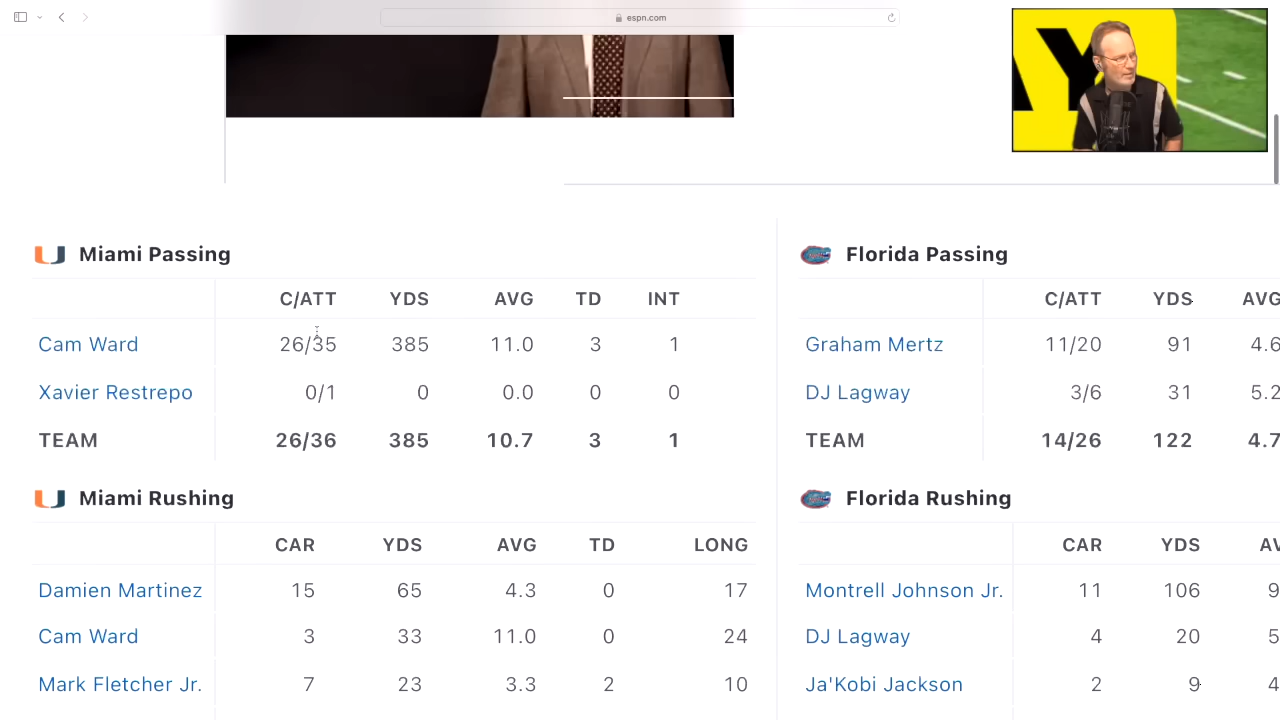 espn.com
AY
Miami Passing
C/ATT YDS AVG TD INT
Cam Ward 26/35 385 11.0 3 1
Xavier Restrepo 0/1 0 0.0 0 0
TEAM 26/36 385 10.7 3 1
Miami Rushing
CAR YDS AVG TD LONG
Damien Martinez 15 65 4.3 0 17
Cam Ward 3 33 11.0 0 24
Mark Fletcher Jr. 7 23 3.3 2 10
Florida Passing
C/ATT YDS AVG
Graham Mertz 11/20 91 4.6
DJ Lagway 3/6 31 5.2
TEAM 14/26 122 4.7
Florida Rushing
CAR YDS AV
Montrell Johnson Jr. 11 106 9
DJ Lagway 4 20 5
Ja'Kobi Jackson 2 9 4